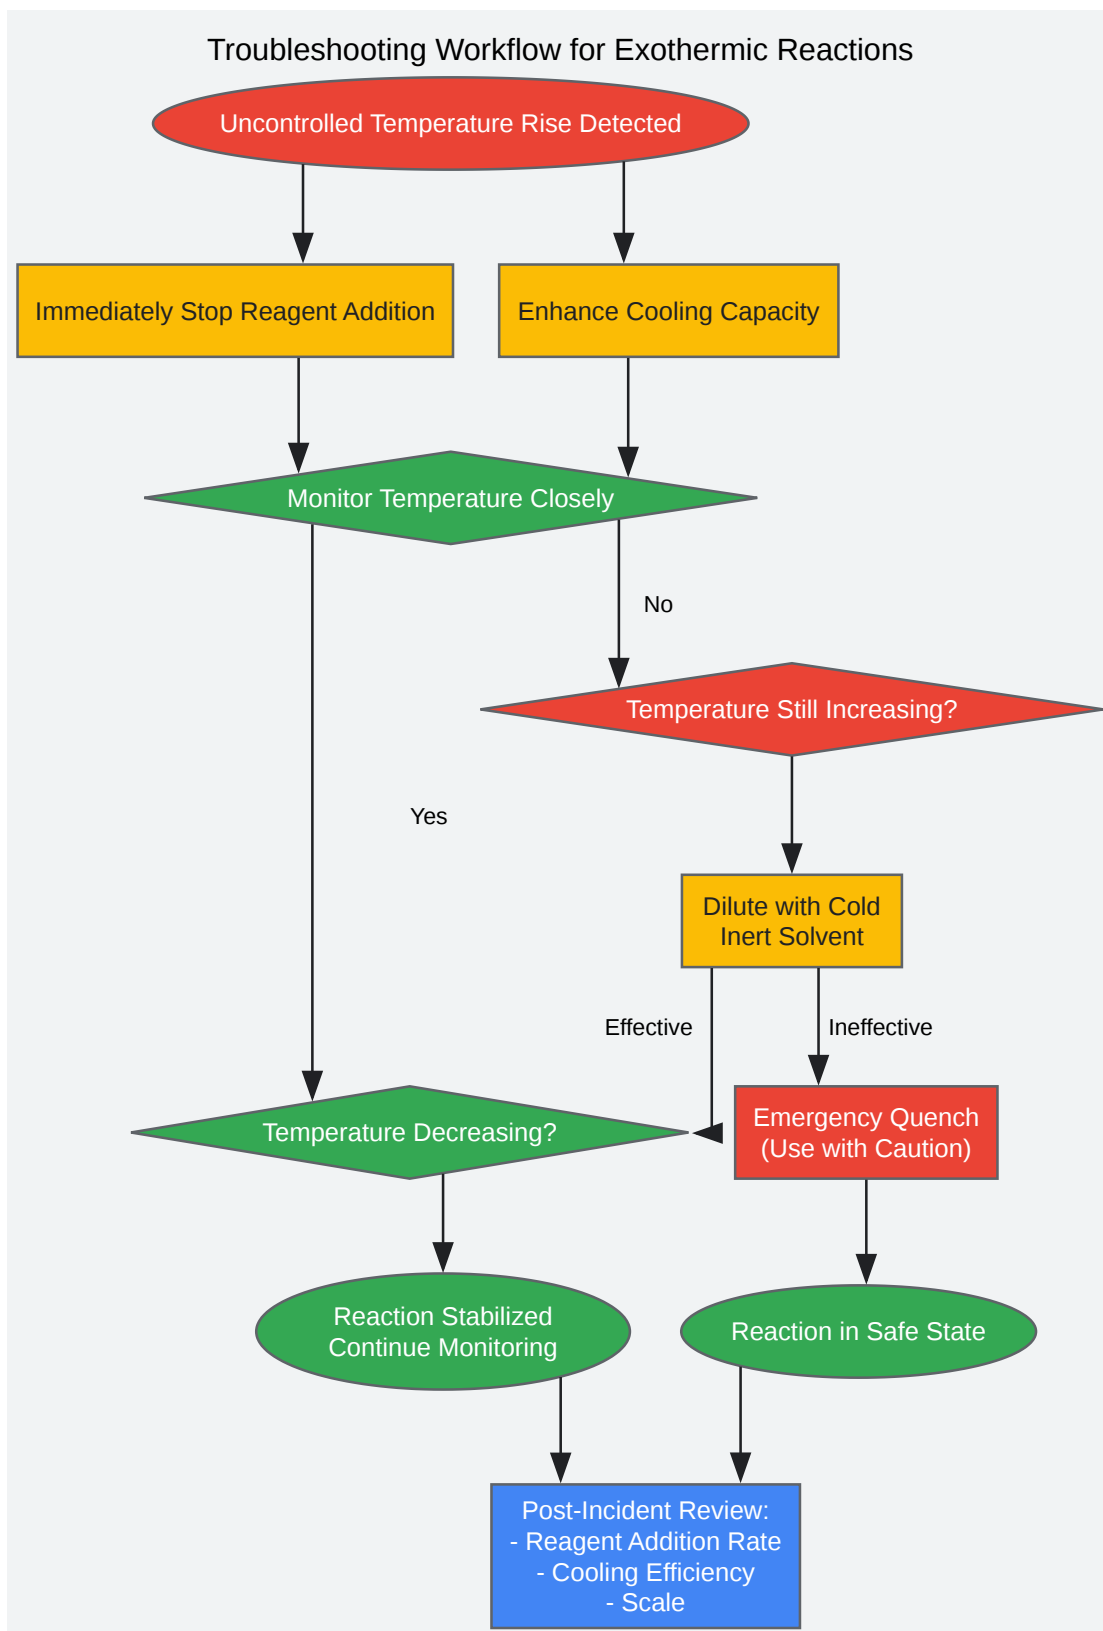 Troubleshooting Workflow for Exothermic Reactions
Uncontrolled Temperature Rise Detected
Immediately Stop Reagent Addition
Enhance Cooling Capacity
Monitor Temperature Closely
No
Temperature Still Increasing?
Yes
Dilute with Cold
Inert Solvent
Effective
Ineffective
Temperature Decreasing?
Emergency Quench
(Use with Caution)
Reaction Stabilized
Continue Monitoring
Reaction in Safe State
Post-Incident Review:
- Reagent Addition Rate
- Cooling Efficiency
- Scale